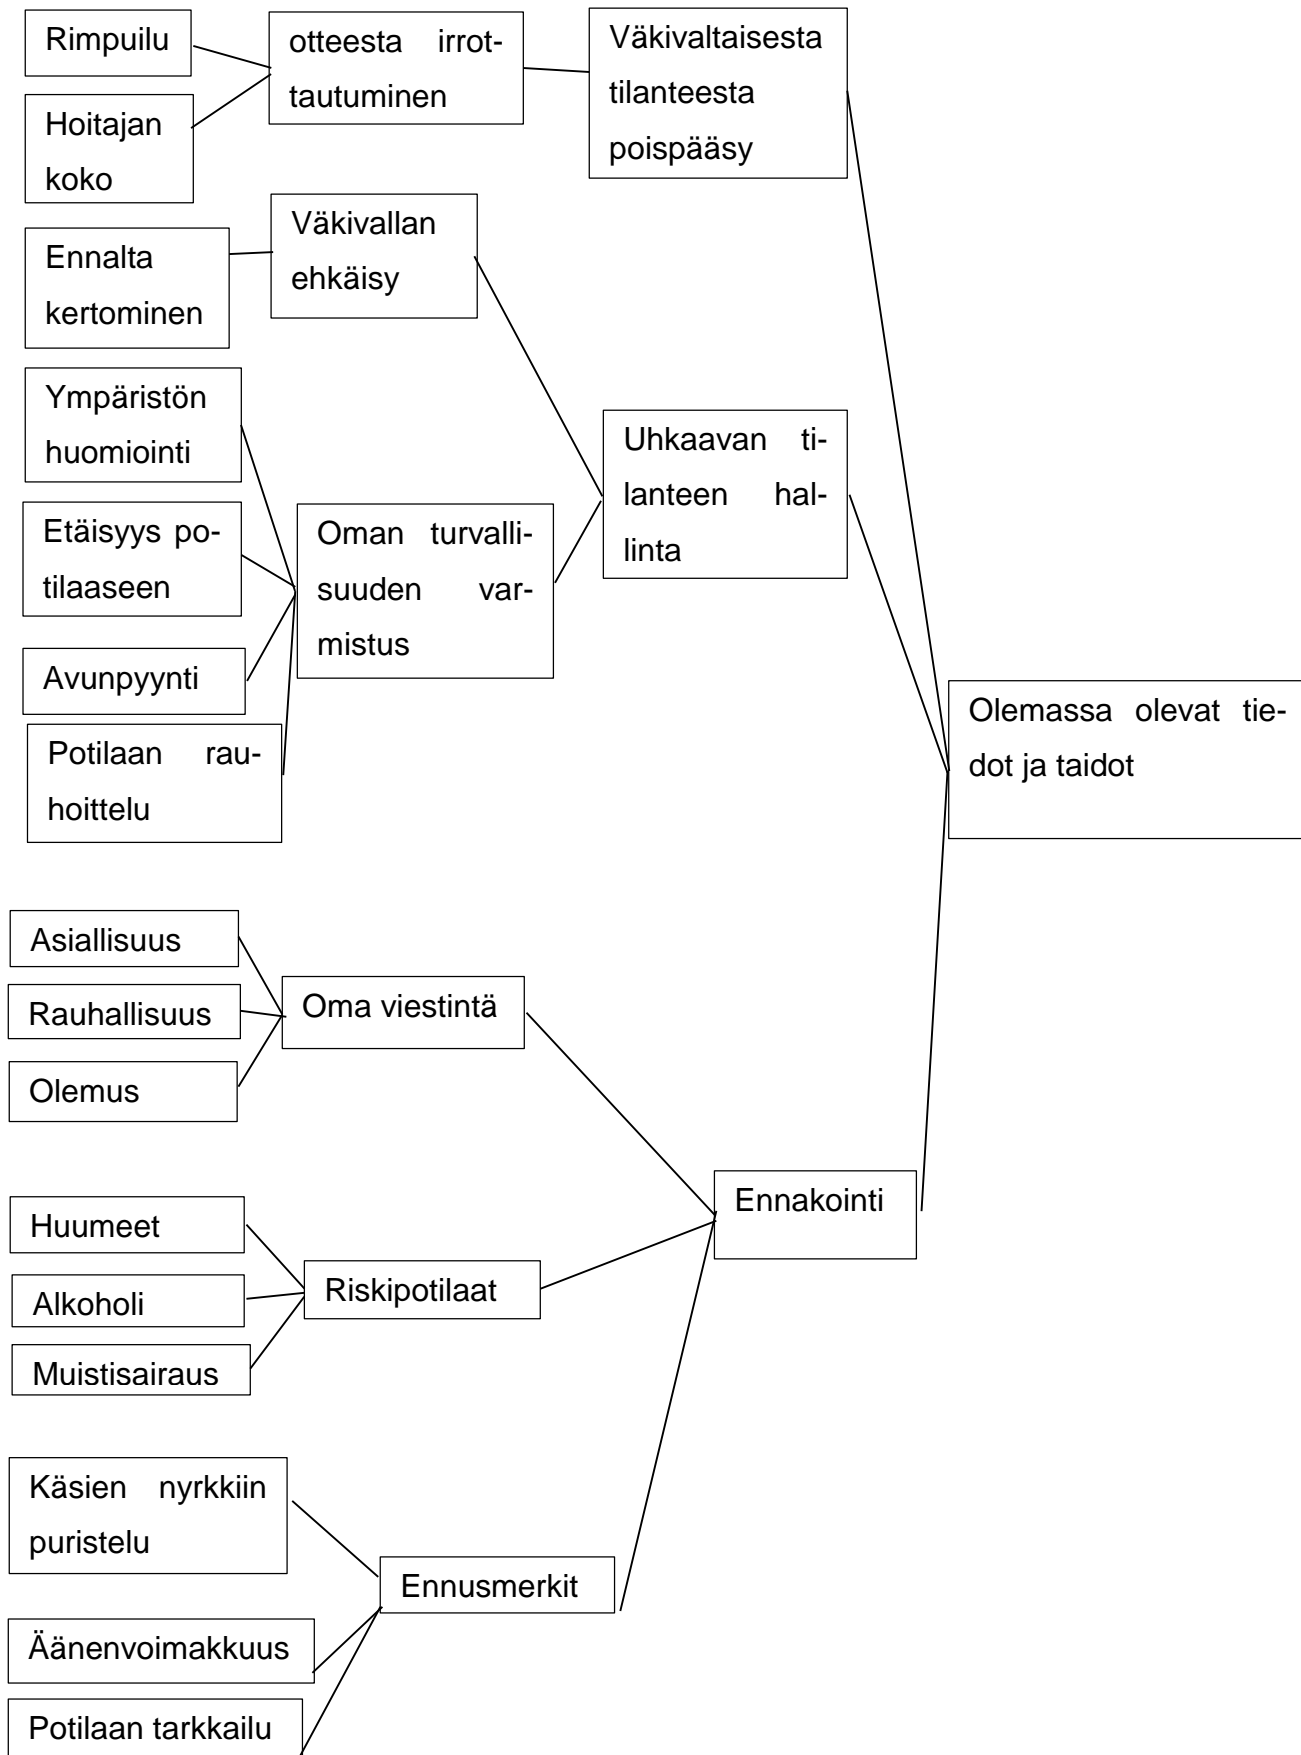 Rimpuilu
Hoitajan
koko
otteesta irrot-
tautuminen
Väkivaltaisesta
tilanteesta
poispääsy
Ennalta
kertominen
Väkivallan
ehkäisy
Ympäristön
huomiointi
Etäisyys po-
tilaaseen
Avunpyynti
Potilaan rau-
hoittelu
Oman turvalli-
suuden var-
mistus
Uhkaavan ti-
lanteen hal-
linta
Olemassa olevat tie-
dot ja taidot
Asiallisuus
Rauhallisuus
Olemus
Oma viestintä
Huumeet
Alkoholi
Muistisairaus
Riskipotilaat
Ennakointi
Käsien nyrkkiin
puristelu
Äänenvoimakkuus
Potilaan tarkkailu
Ennusmerkit